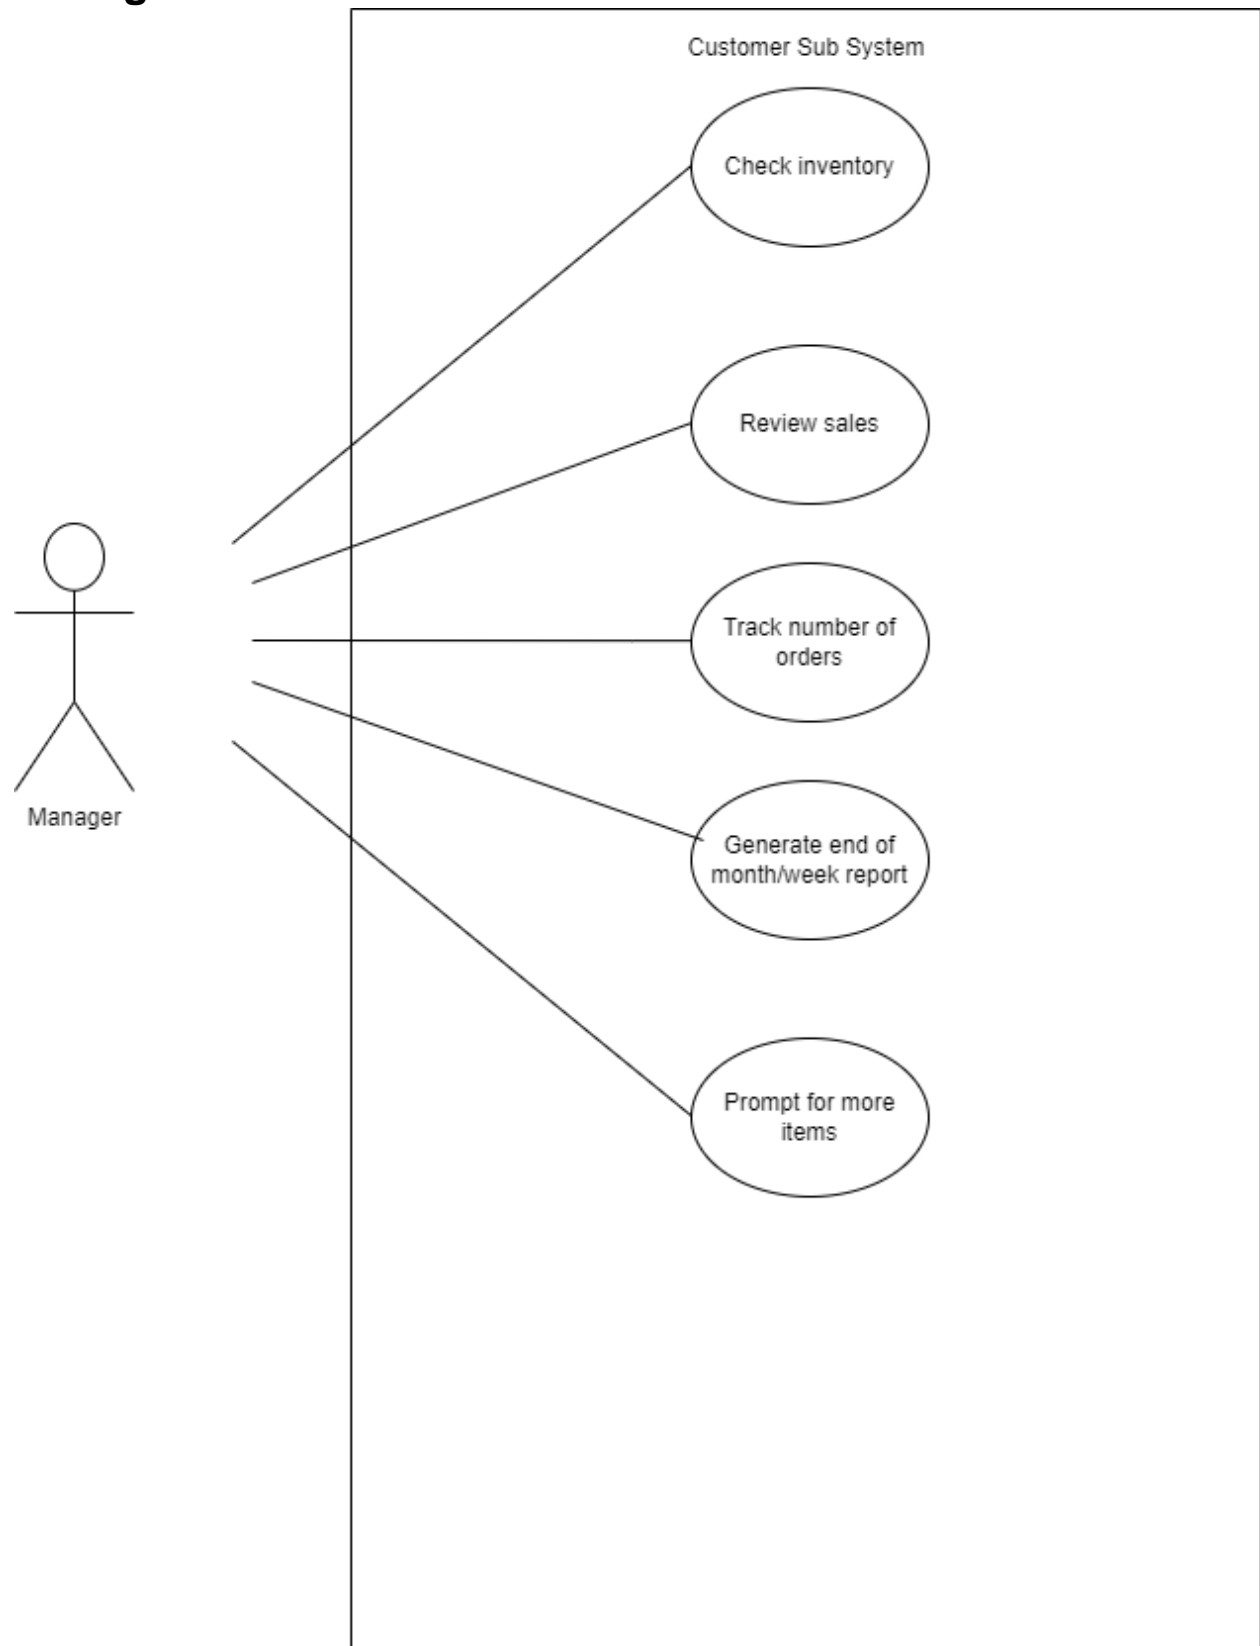 Customer Sub System
Check inventory
Review sales
Track number of
orders
Manager
Generate end of
month/week report
Prompt for more
items